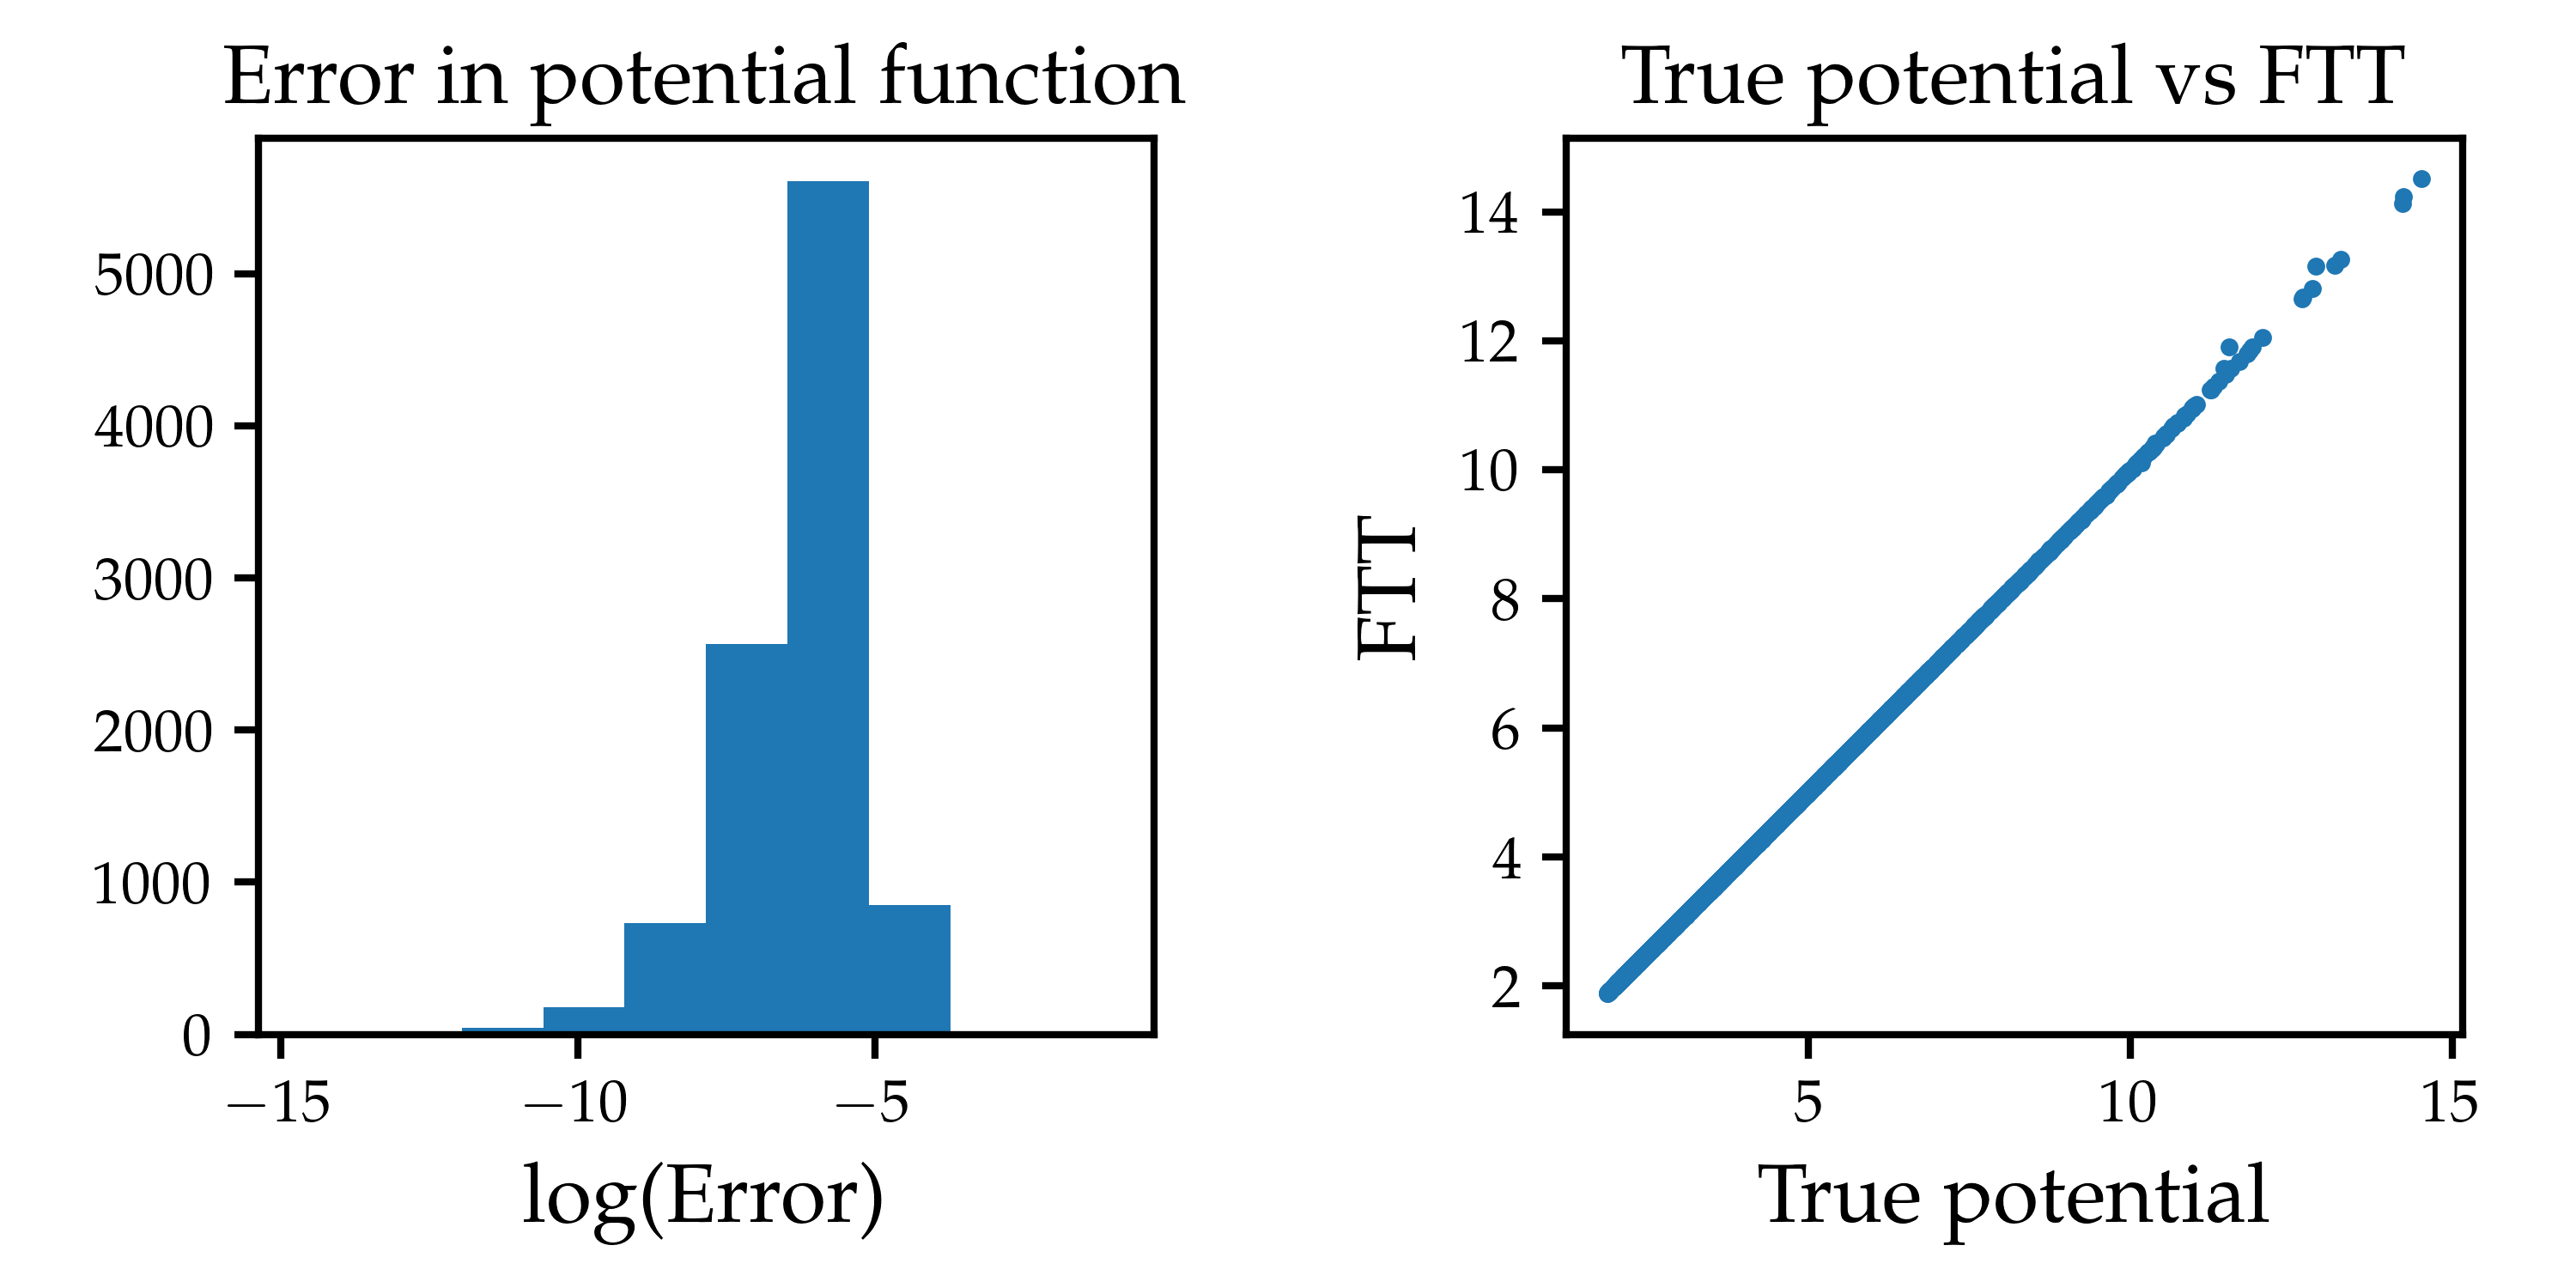 Error in potential function
5000
4000
3000
2000
1000
0
−15 −10 −5
log(Error)
True potential vs FTT
FTT
14
12
10
8
6
4
2
5 10 15
True potential